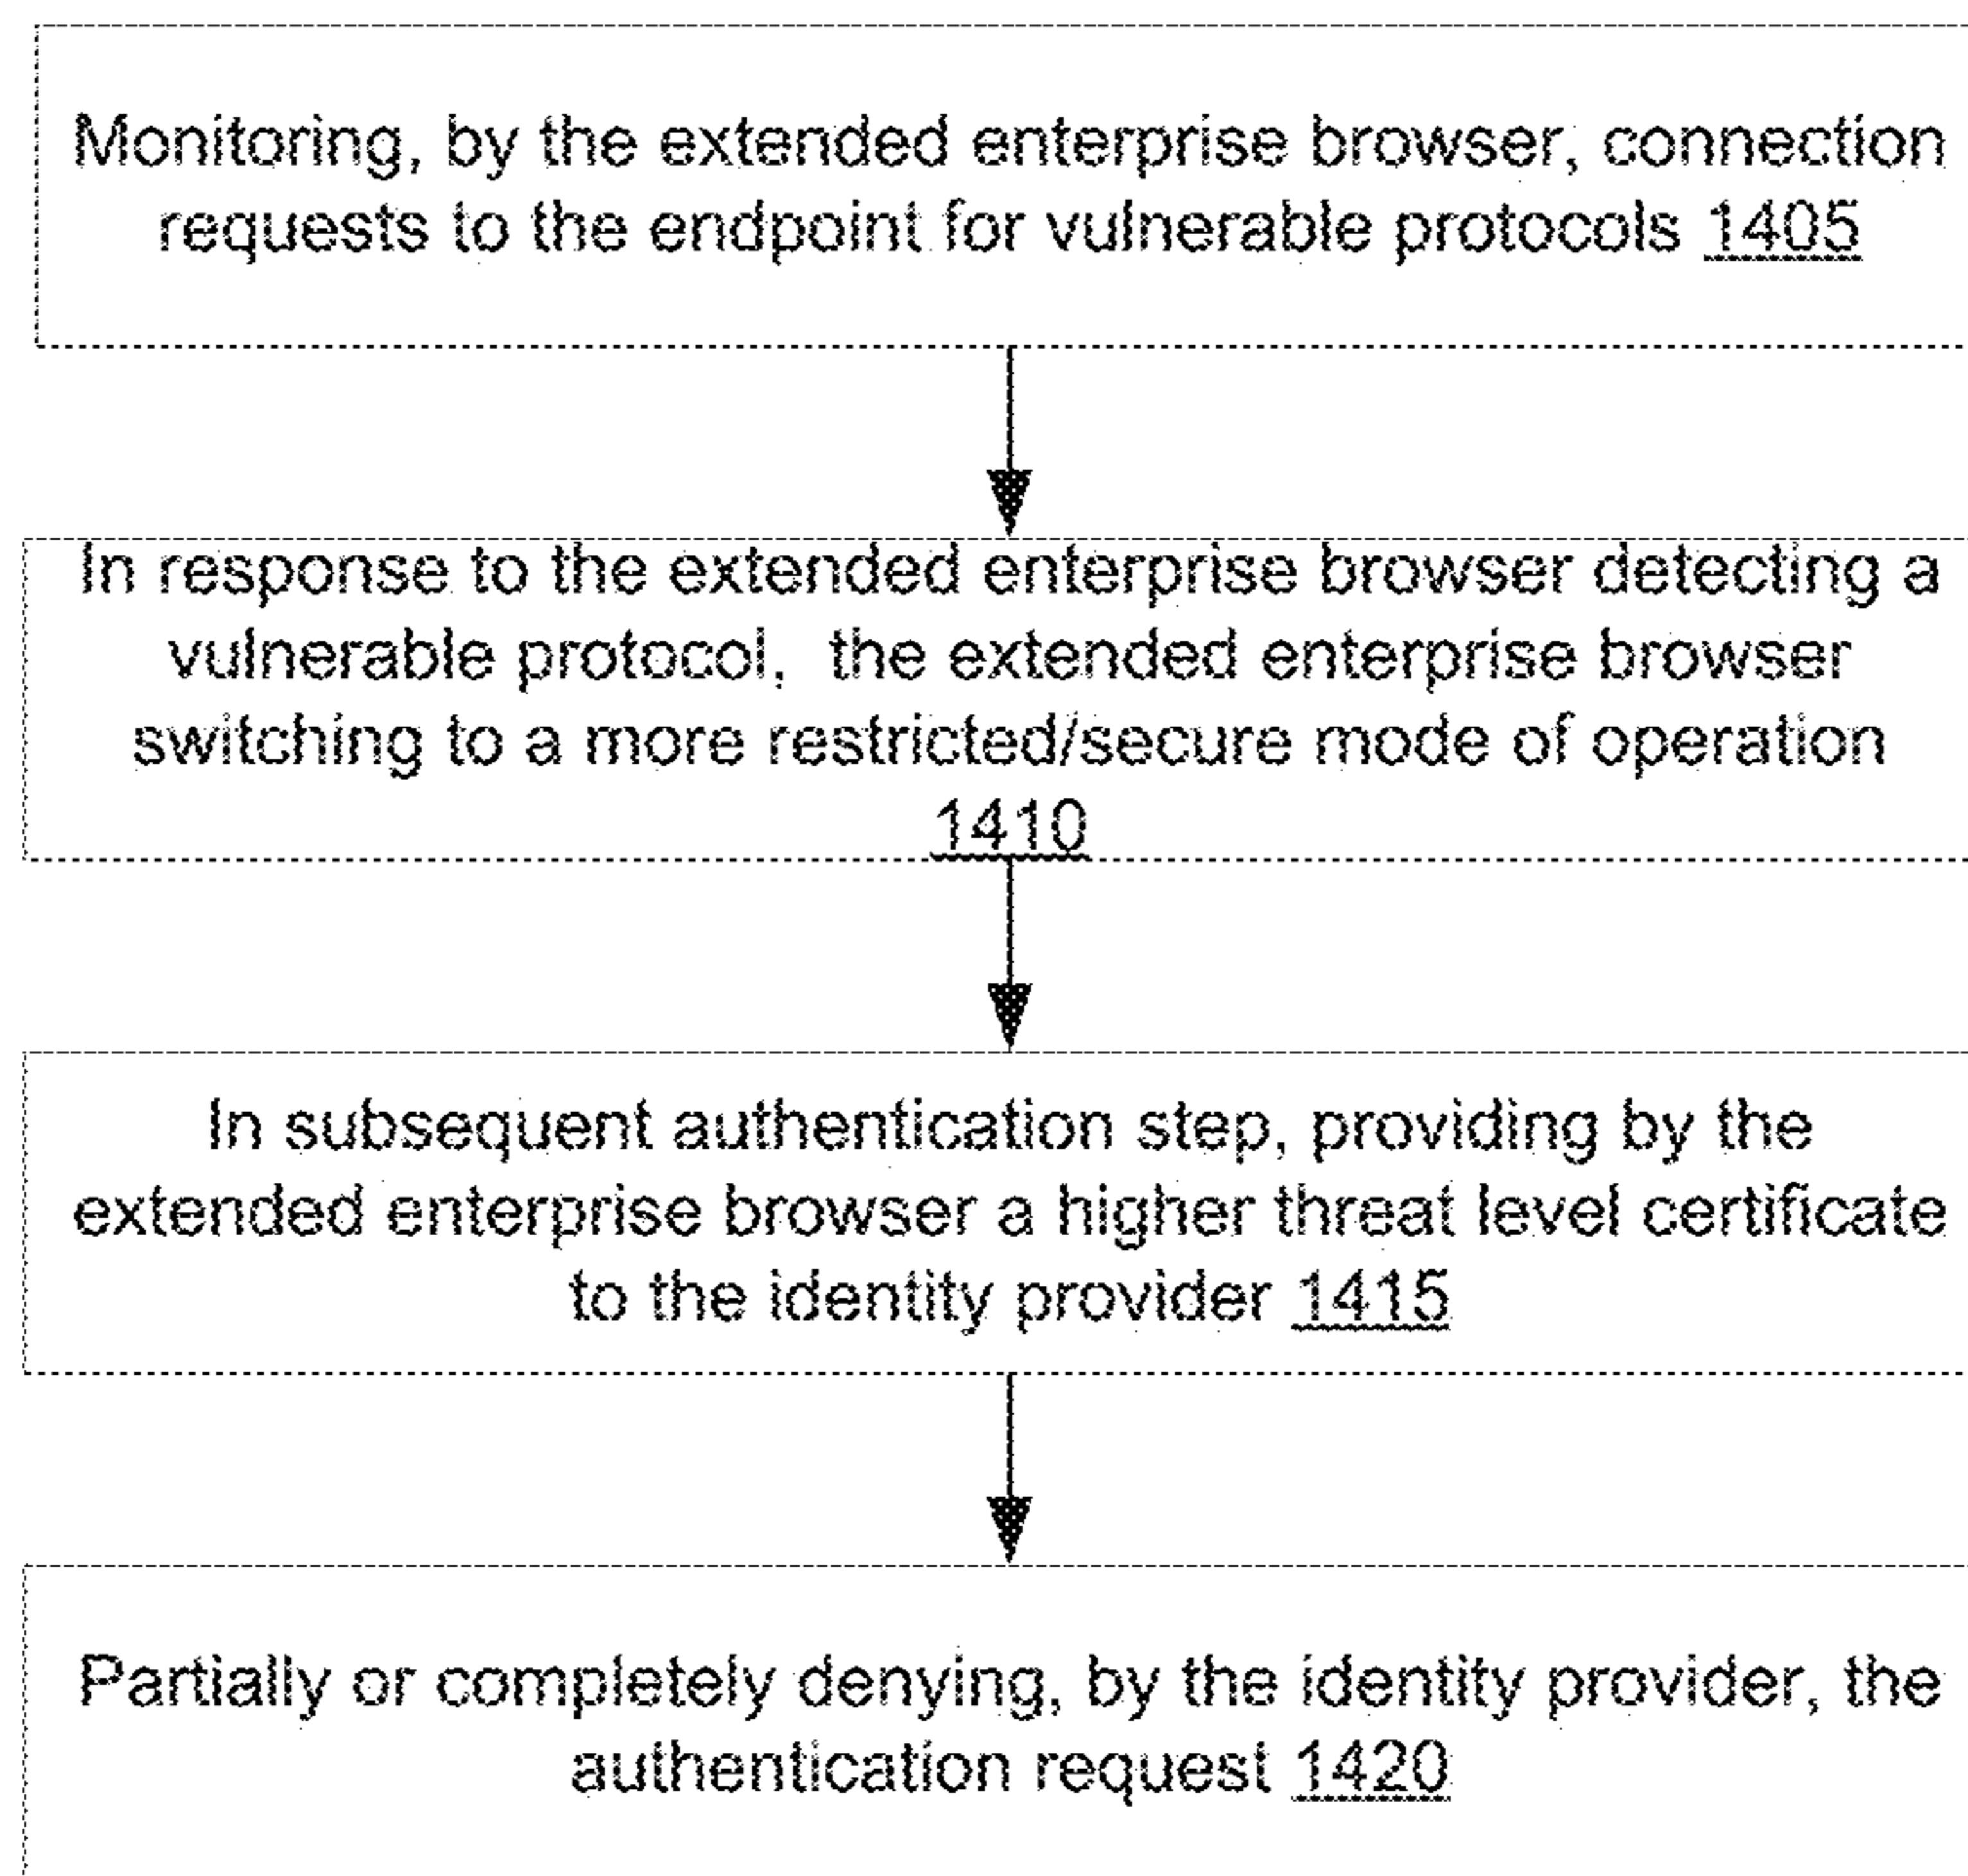 Monitoring, by the extended enterprise browser, connection
requests to the endpoint for vulnerable protocols 1405
In response to the extended enterprise browser detecting a
vulnerable protocol, the extended enterprise browser
switching to a more restricted/secure mode of operation
1410
In subsequent authentication step, providing by the
extended enterprise browser a higher threat level certificate
to the identity provider 1415
Partially or completely denying, by the identity provider, the
authentication request 1420